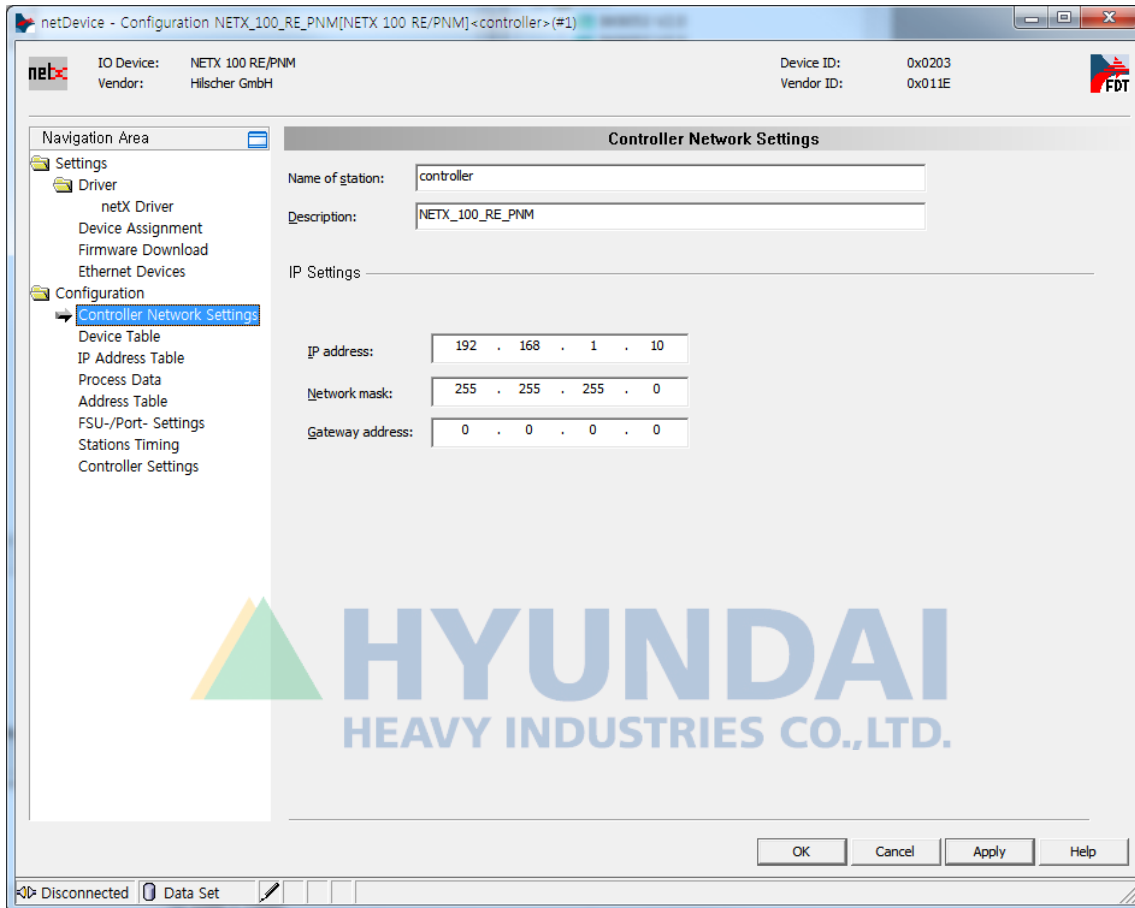 netDevice - Configuration NETX_100_RE_PNM[NETX 100 RE/PNM]<controller>(#1)
netx
IO Device: NETX 100 RE/PNM
Device ID: 0x0203
Vendor: Hilscher GmbH
Vendor ID: 0x011E
FDT
Navigation Area
Settings
Driver
netX Driver
Device Assignment
Firmware Download
Ethernet Devices
Configuration
Controller Network Settings
Device Table
IP Address Table
Process Data
Address Table
FSU-/Port- Settings
Stations Timing
Controller Settings
Controller Network Settings
Name of station: controller
Description: NETX_100_RE_PNM
IP Settings
IP address: 192 . 168 . 1 . 10
Network mask: 255 . 255 . 255 . 0
Gateway address: 0 . 0 . 0 . 0
HYUNDAI
HEAVY INDUSTRIES CO.,LTD.
OK Cancel Apply Help
Disconnected Data Set